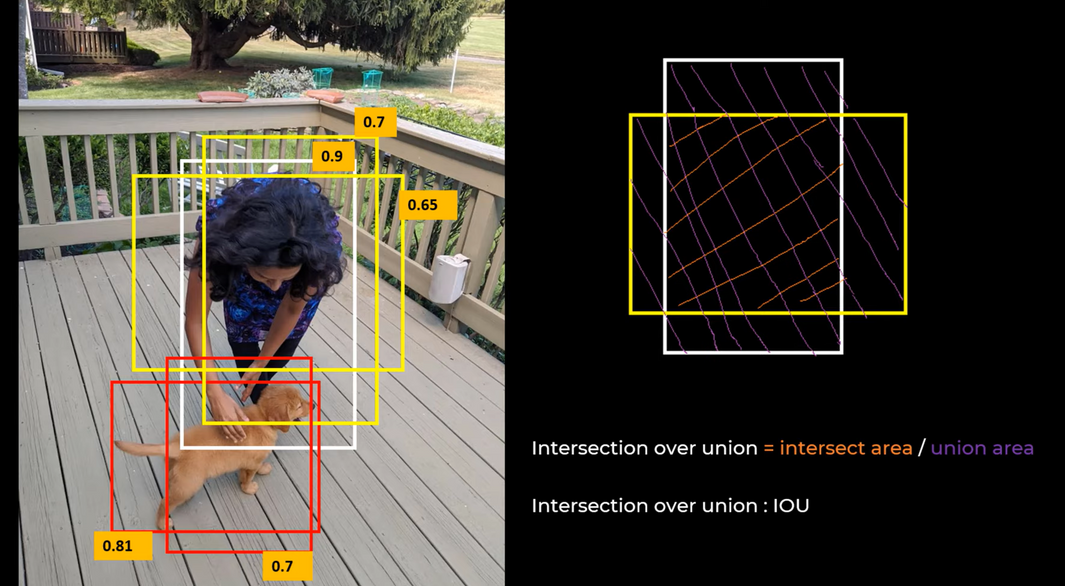 0.7
0.9
0.65
0.81
0.7
Intersection over union = intersect area / union area
Intersection over union : IOU